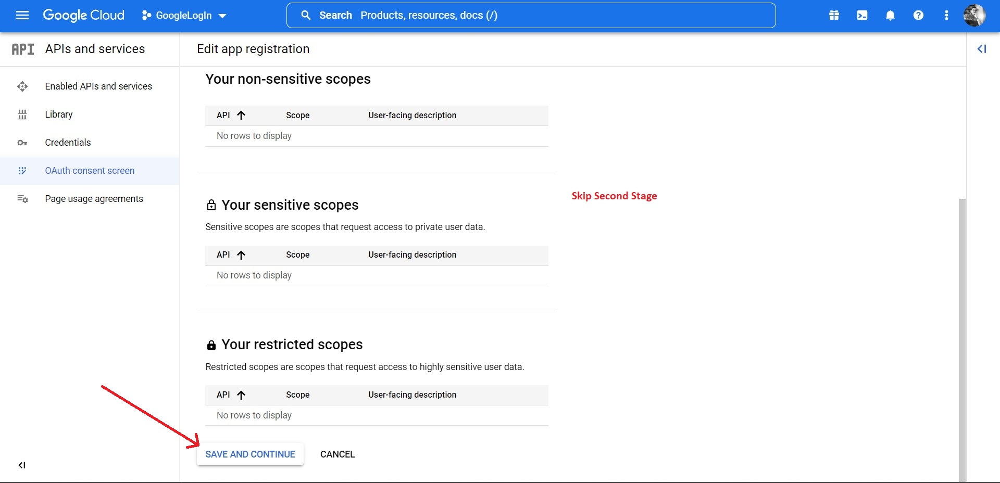 Google Cloud
GoogleLogIn
Search Products, resources, docs (/)
API APIs and services
Edit app registration
Enabled APIs and services
Library
Credentials
OAuth consent screen
Page usage agreements
Your non-sensitive scopes
API Scope User-facing description
No rows to display
Your sensitive scopes
Skip Second Stage
Sensitive scopes are scopes that request access to private user data.
API Scope User-facing description
No rows to display
Your restricted scopes
Restricted scopes are scopes that request access to highly sensitive user data.
API Scope User-facing description
No rows to display
SAVE AND CONTINUE CANCEL